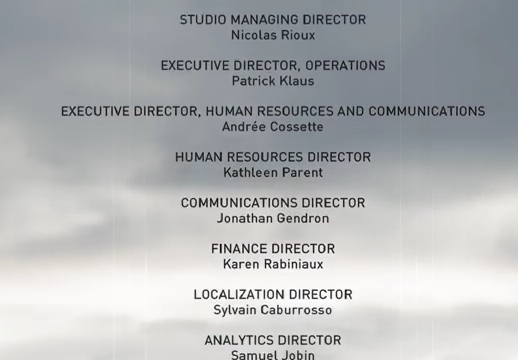 STUDIO MANAGING DIRECTOR
Nicolas Rioux
EXECUTIVE DIRECTOR, OPERATIONS
Patrick Klaus
EXECUTIVE DIRECTOR, HUMAN RESOURCES AND COMMUNICATIONS
Andrée Cossette
HUMAN RESOURCES DIRECTOR
Kathleen Parent
COMMUNICATIONS DIRECTOR
Jonathan Gendron
FINANCE DIRECTOR
Karen Rabiniaux
LOCALIZATION DIRECTOR
Sylvain Caburrosso
ANALYTICS DIRECTOR
Samuel Jobin